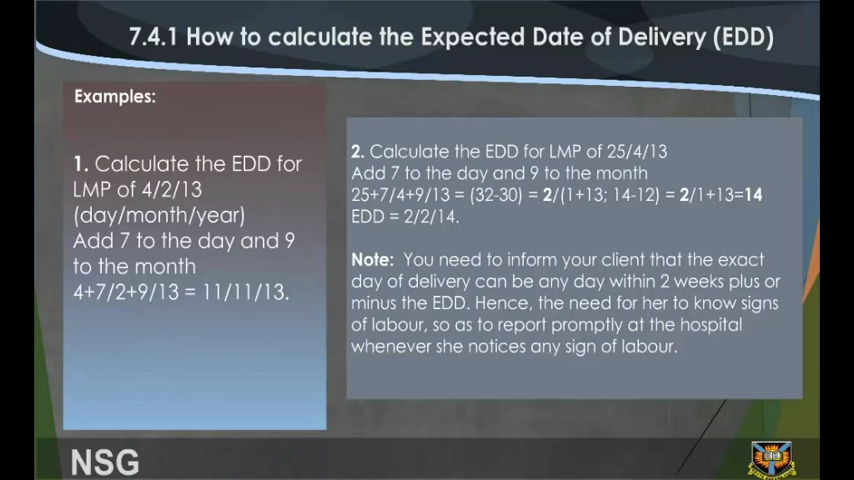 7.4.1 How to calculate the Expected Date of Delivery (EDD)
Examples:
1. Calculate the EDD for
LMP of 4/2/13
(day/month/year)
Add 7 to the day and 9
to the month
4+7/2+9/13 = 11/11/13.
2. Calculate the EDD for LMP of 25/4/13
Add 7 to the day and 9 to the month
25+7/4+9/13 = (32-30) = 2/(1+13; 14-12) = 2/1+13=14
EDD = 2/2/14.
Note: You need to inform your client that the exact
day of delivery can be any day within 2 weeks plus or
minus the EDD. Hence, the need for her to know signs
of labour, so as to report promptly at the hospital
whenever she notices any sign of labour.
NSG